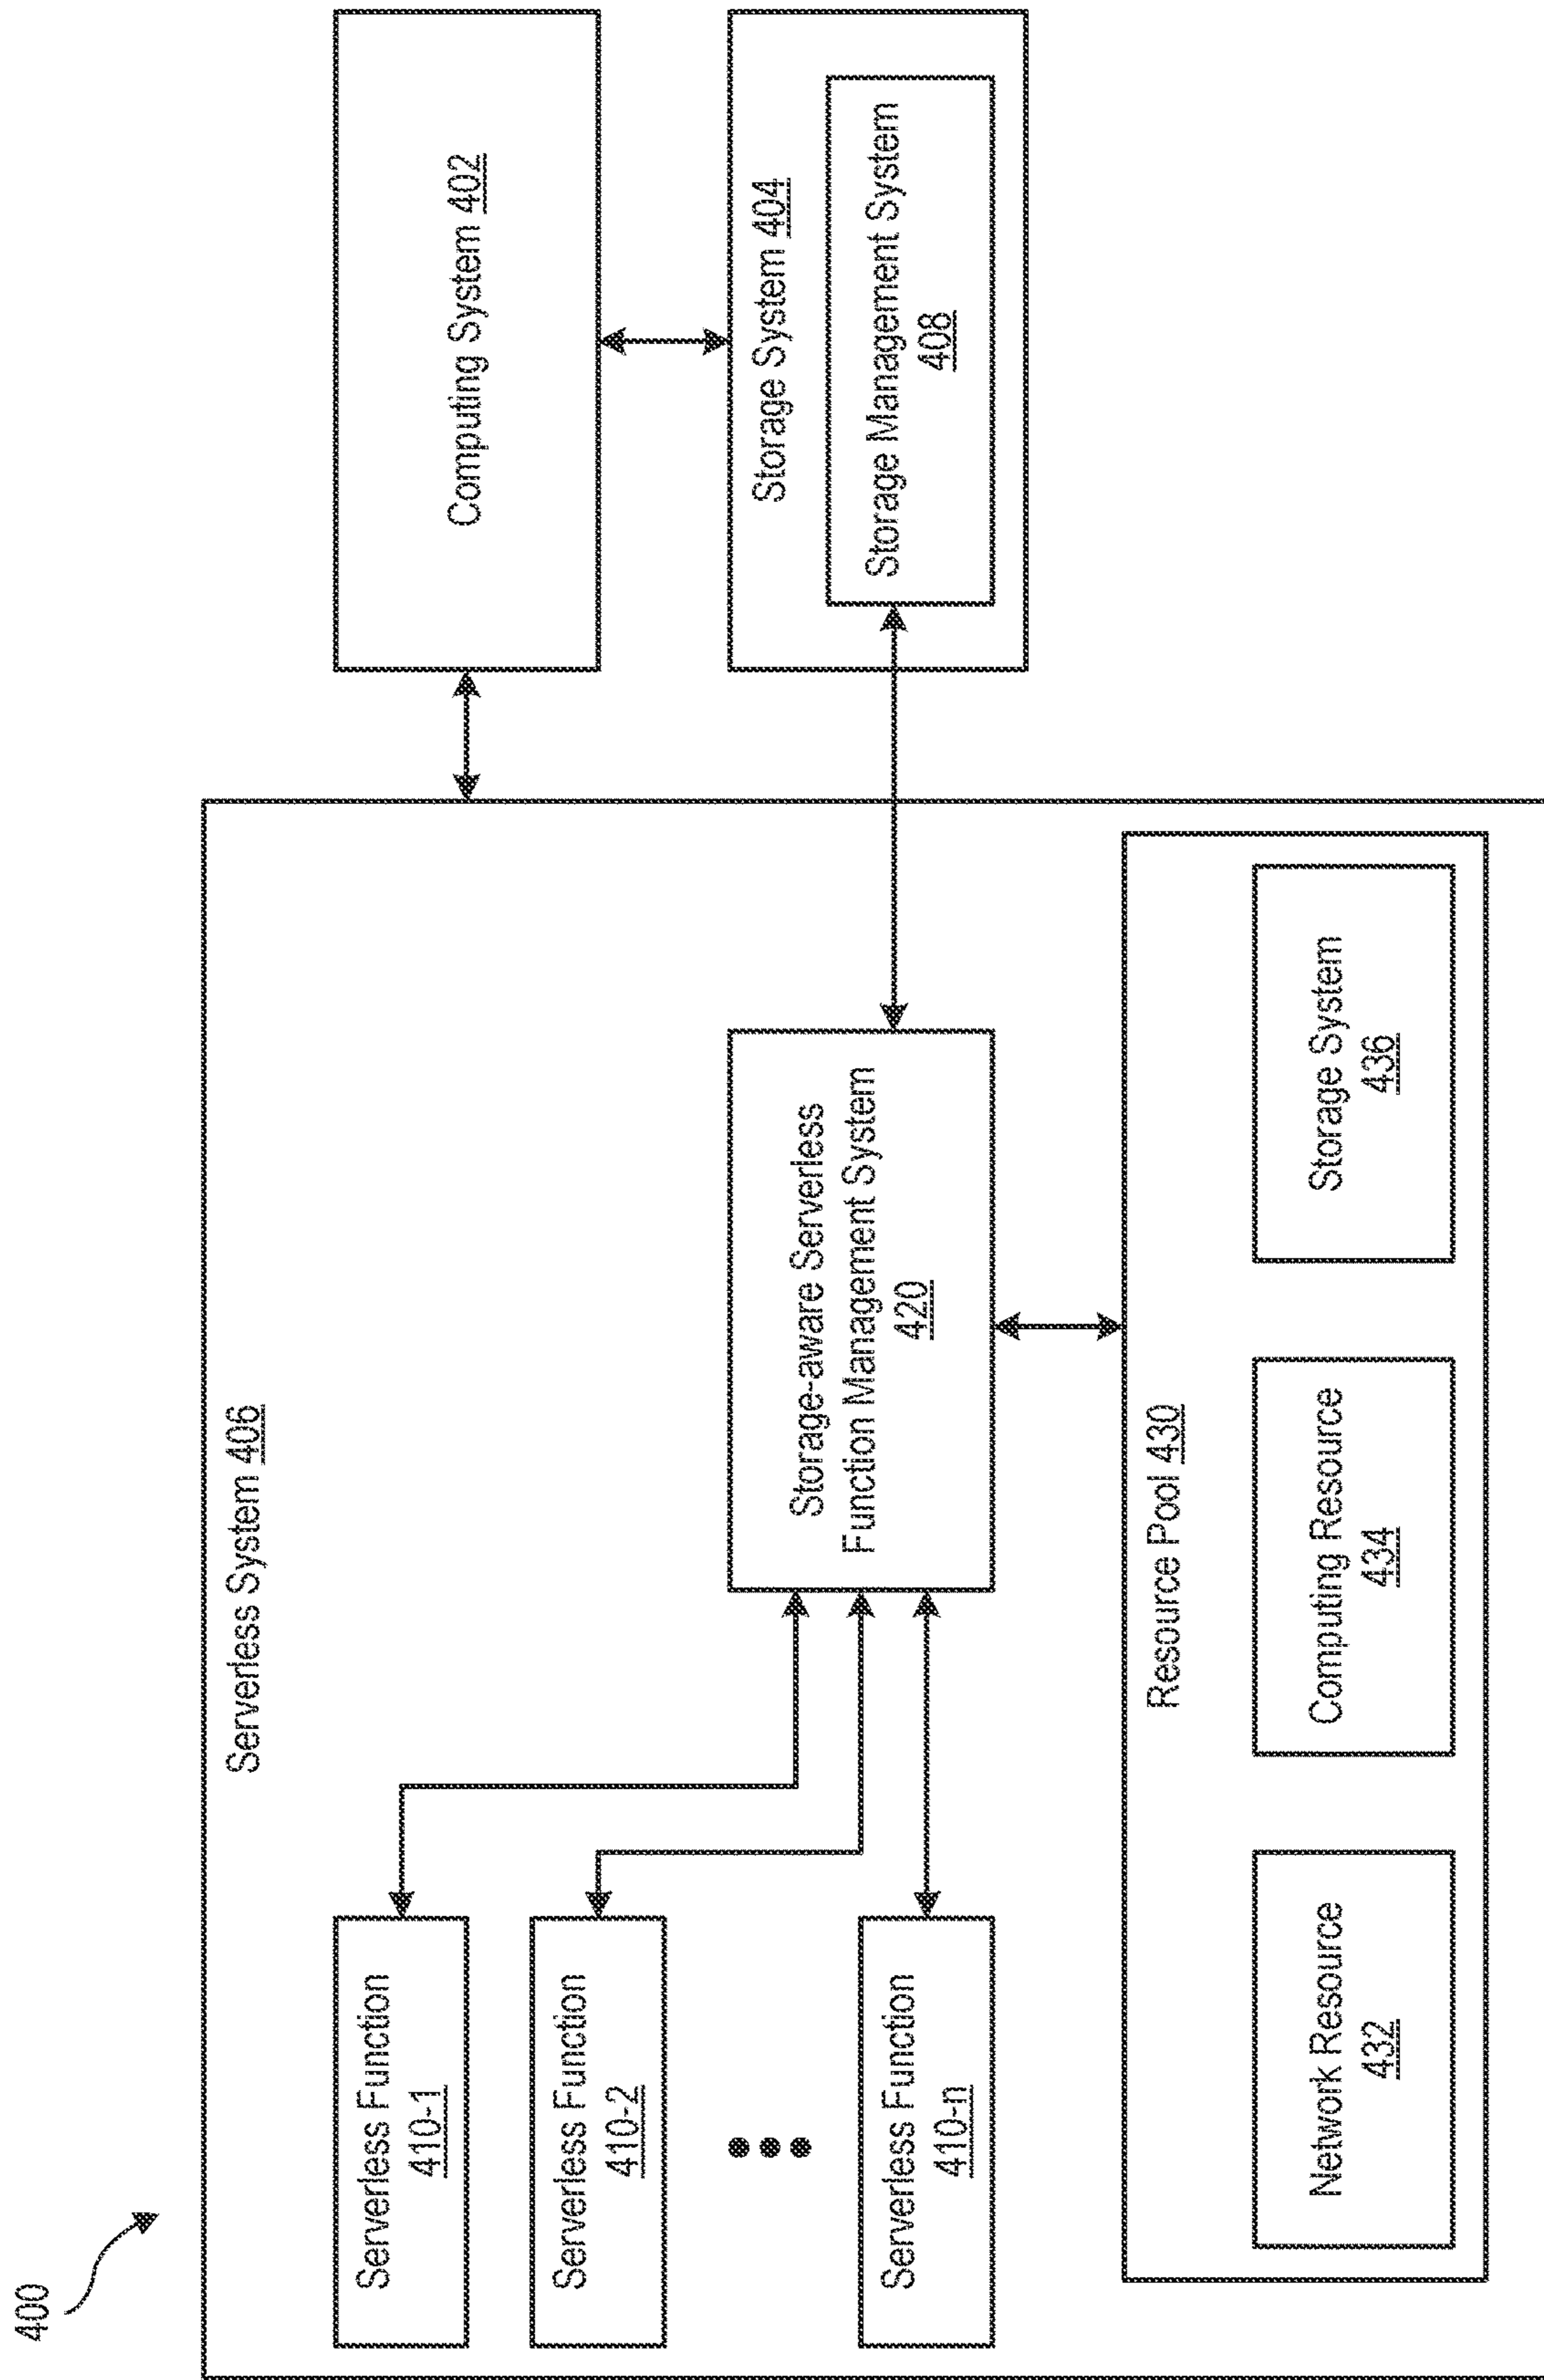 400
Serverless System 406
Serverless Function
410-1
Serverless Function
410-2
Serverless Function
410-n
Storage-aware Serverless
Function Management System
420
Resource Pool 430
Network Resource
432
Computing Resource
434
Storage System
436
Computing System 402
Storage System 404
Storage Management System
408